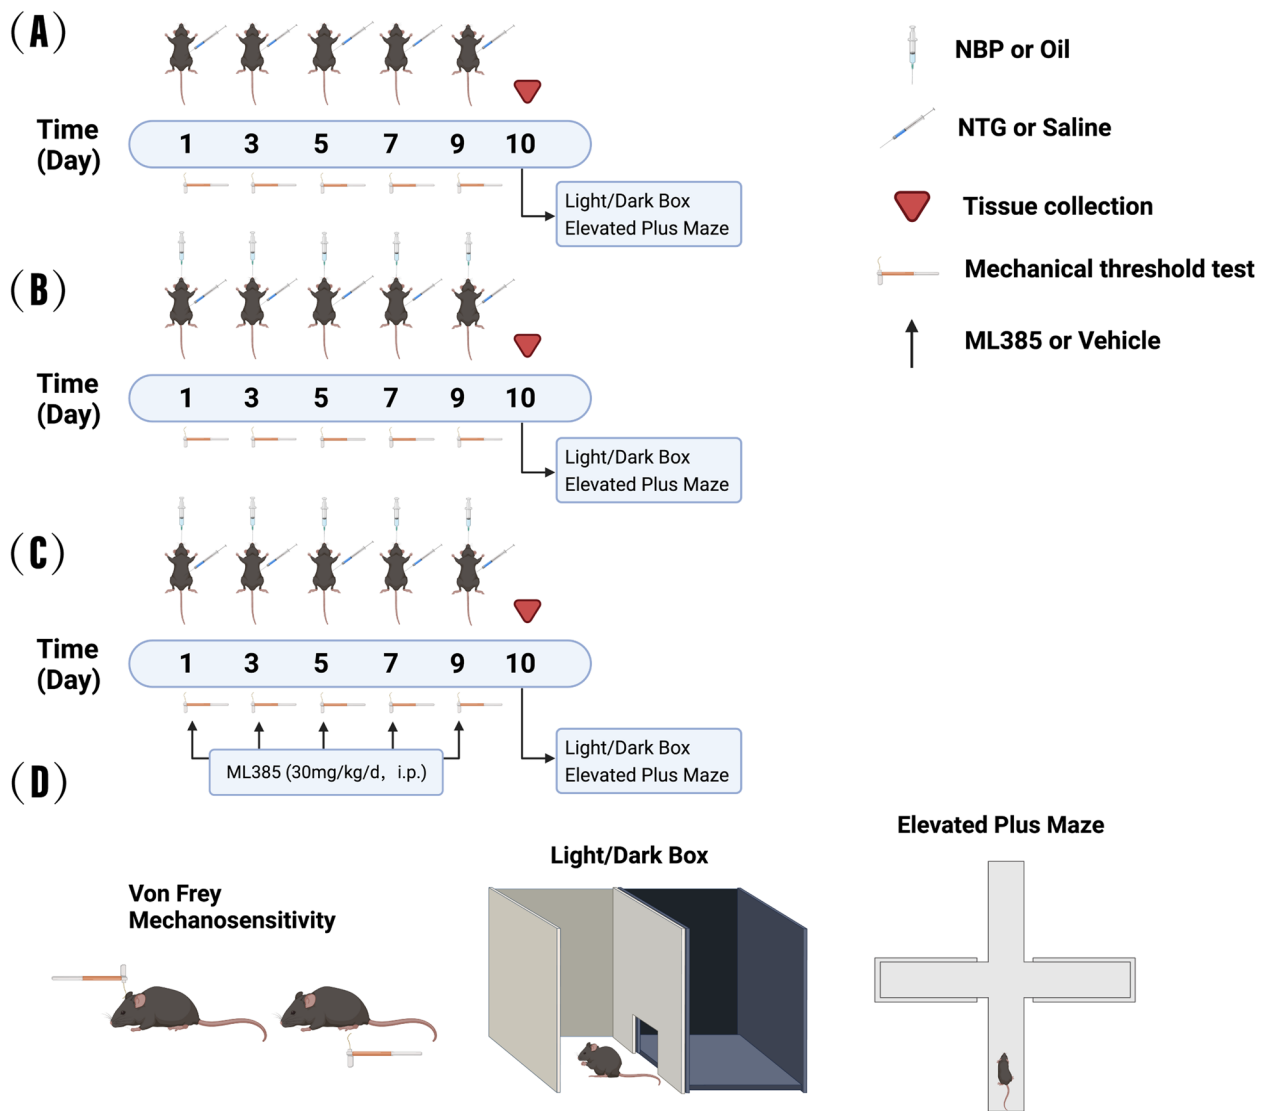 (A)
Time
(Day)
1 3 5 7 9 10
Light/Dark Box
Elevated Plus Maze
(B)
Time
(Day)
1 3 5 7 9 10
Light/Dark Box
Elevated Plus Maze
(C)
Time
(Day)
1 3 5 7 9 10
ML385 (30mg/kg/d, i.p.)
Light/Dark Box
Elevated Plus Maze
NBP or Oil
NTG or Saline
Tissue collection
Mechanical threshold test
ML385 or Vehicle
(D)
Von Frey
Mechanosensitivity
Light/Dark Box
Elevated Plus Maze